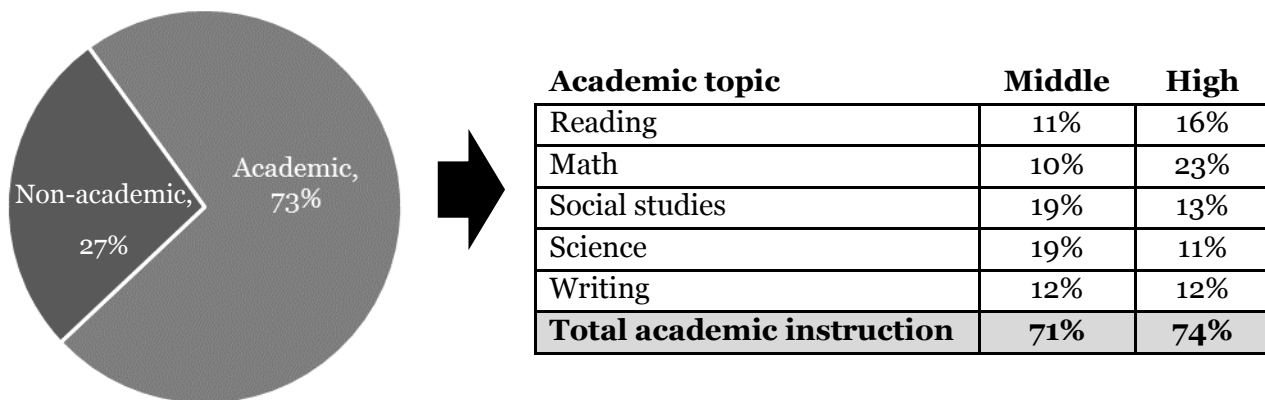 Academic,
73%
Non-academic,
27%
Academic topic Middle High
Reading 11% 16%
Math 10% 23%
Social studies 19% 13%
Science 19% 11%
Writing 12% 12%
Total academic instruction 71% 74%